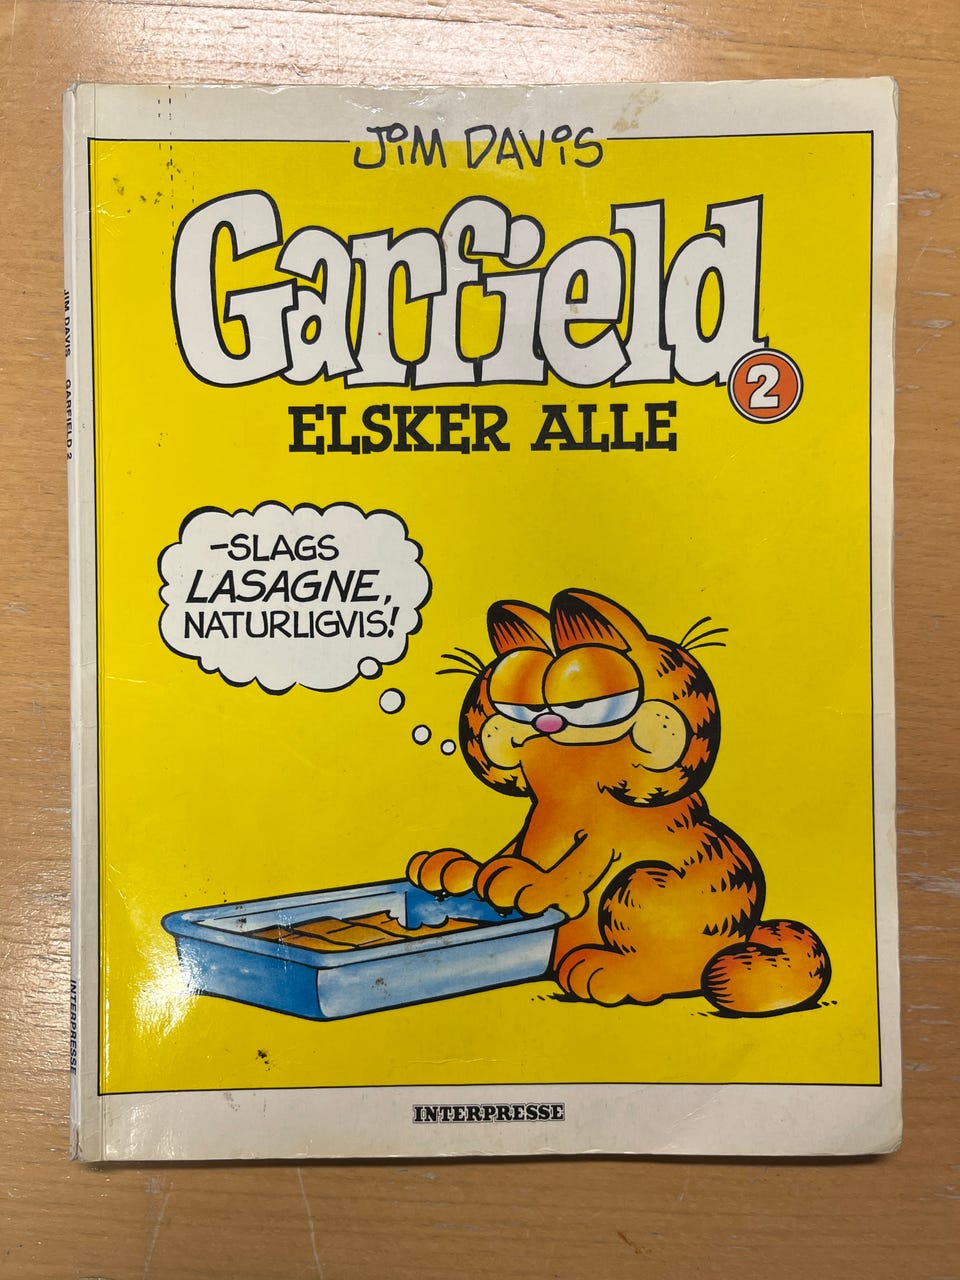 JIM DAVIS
Garfield
2
ELSKER ALLE
-SLAGS
LASAGNE,
NATURLIGVIS!
INTERPRESSE
JIM DAVIS GARFIELD 2
INTERPRESSE